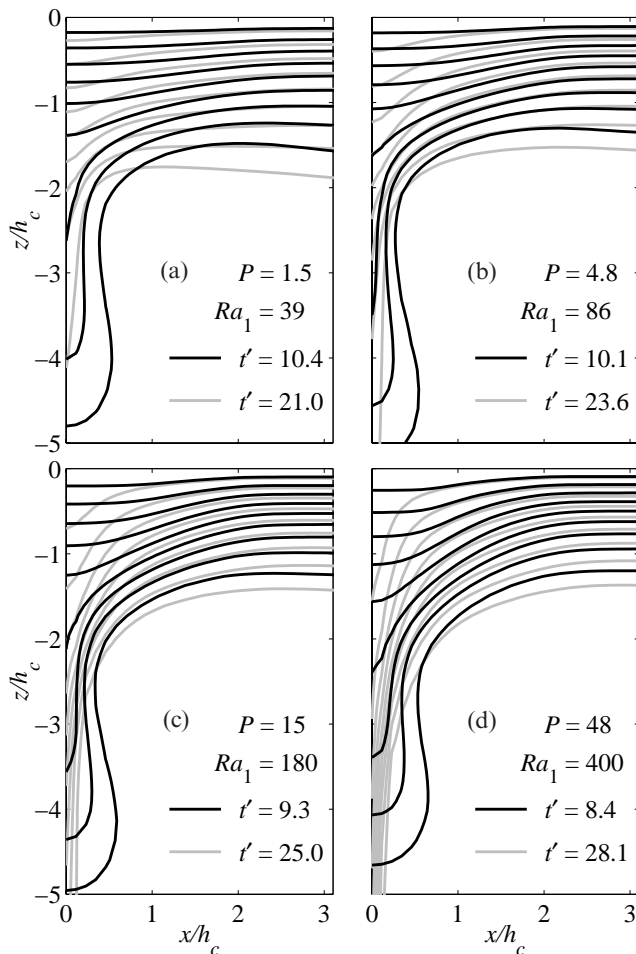 0
−1
−2
−3
−4
−5
z/h_c
(a)
P = 1.5
Ra_1 = 39
t′ = 10.4
t′ = 21.0
(b)
P = 4.8
Ra_1 = 86
t′ = 10.1
t′ = 23.6
0
−1
−2
−3
−4
−5
z/h_c
(c)
P = 15
Ra_1 = 180
t′ = 9.3
t′ = 25.0
(d)
P = 48
Ra_1 = 400
t′ = 8.4
t′ = 28.1
0 1 2 3
0 1 2 3
x/h_c
x/h_c